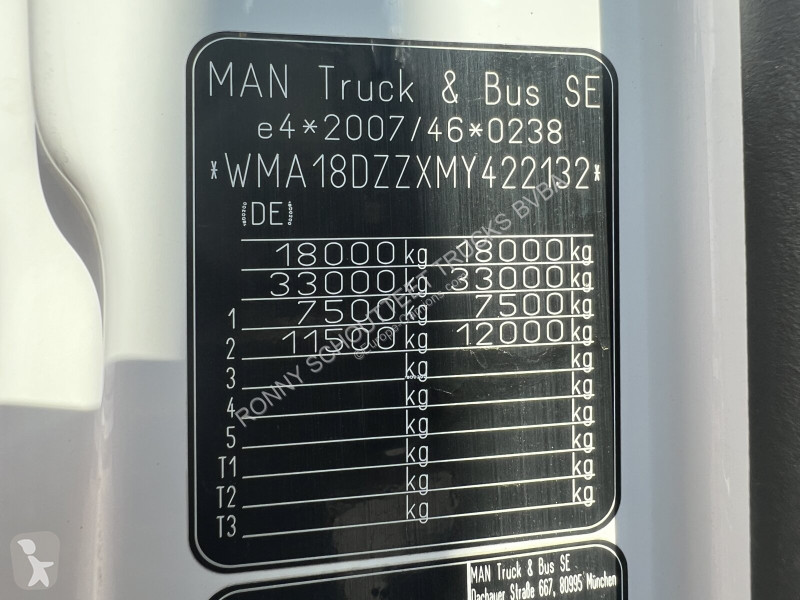 MAN Truck & Bus SE
e4*2007/46*0238
*WMA18DZZXMY422132*
DE
18000 kg 18000 kg
33000 kg 33000 kg
1 7500 kg 7500 kg
2 11500 kg 12000 kg
3 kg kg
4 kg kg
5 kg kg
T1 kg kg
T2 kg kg
T3 kg
RONNY SCHOUTTEET TRUCKS BVBA
MAN Truck & Bus SE
Dachauer Straße 667, 80995 München